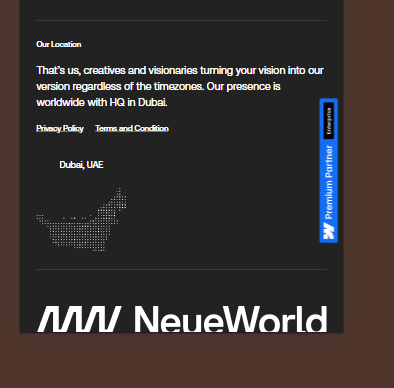 Our Location
That's us, creatives and visionaries turning your vision into our
version regardless of the timezones. Our presence is
worldwide with HQ in Dubai.
Privacy Policy Terms and Condition
Dubai, UAE
Premium Partner Enterprise
NeueWorld